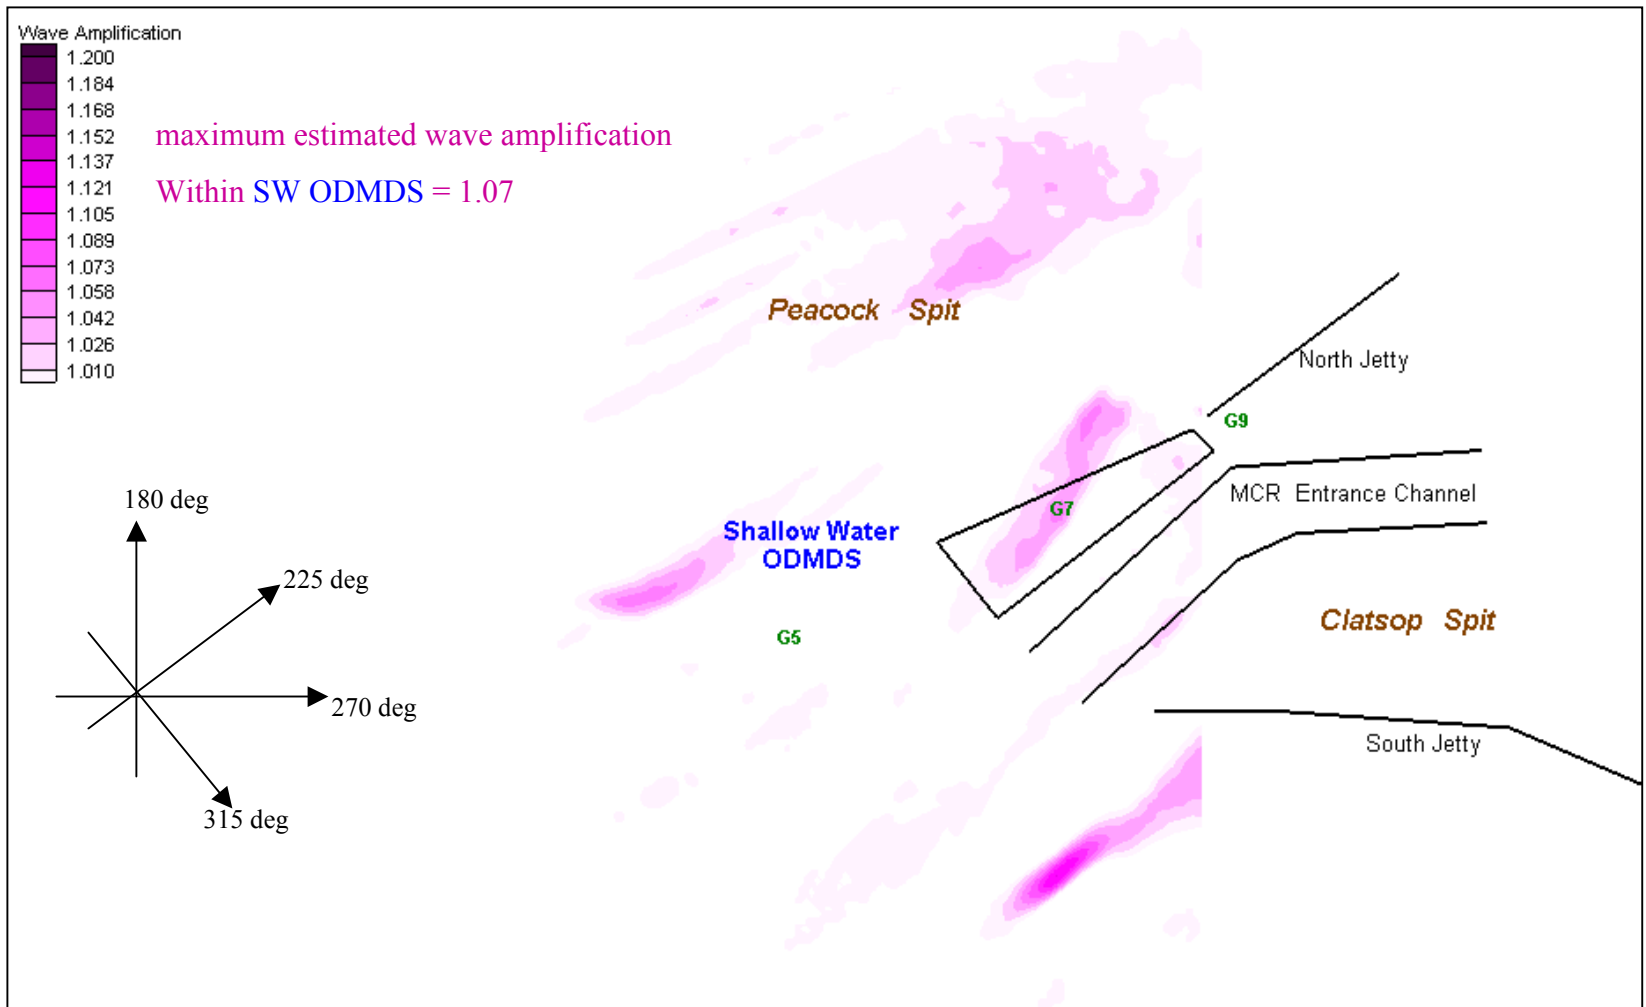 Wave Amplification
1.200
1.184
1.168
1.152
1.137
1.121
1.105
1.089
1.073
1.058
1.042
1.026
1.010
maximum estimated wave amplification
Within SW ODMDS = 1.07
Peacock Spit
North Jetty
G9
MCR Entrance Channel
G7
Shallow Water
ODMDS
G5
Clatsop Spit
South Jetty
180 deg
225 deg
270 deg
315 deg